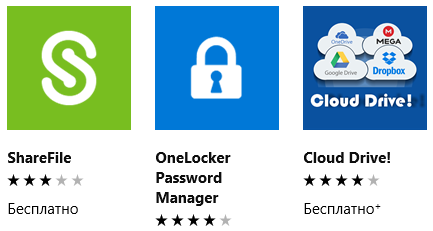 OneDrive
MEGA
Google Drive
Dropbox
Cloud Drive!
ShareFile
★★★★★
Бесплатно
OneLocker
Password
Manager
★★★★★
Cloud Drive!
★★★★★
Бесплатно⁺